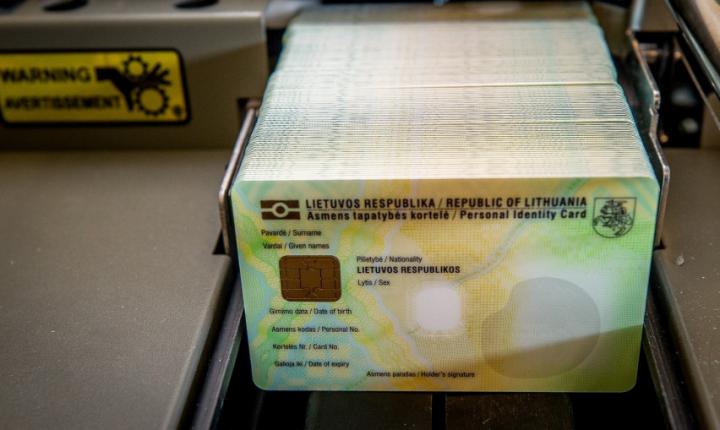 WARNING
AVERTISSEMENT
LIETUVOS RESPUBLIKA / REPUBLIC OF LITHUANIA
Asmens tapatybės kortelė / Personal Identity Card
Pavardė / Surname
Vardai / Given names
Pilietybė / Nationality
LIETUVOS RESPUBLIKOS
Lytis / Sex
Gimimo data / Date of birth
Asmens kodas / Personal No.
Kortelės Nr. / Card No.
Galioja iki / Date of expiry
Asmens parašas / Holder's signature